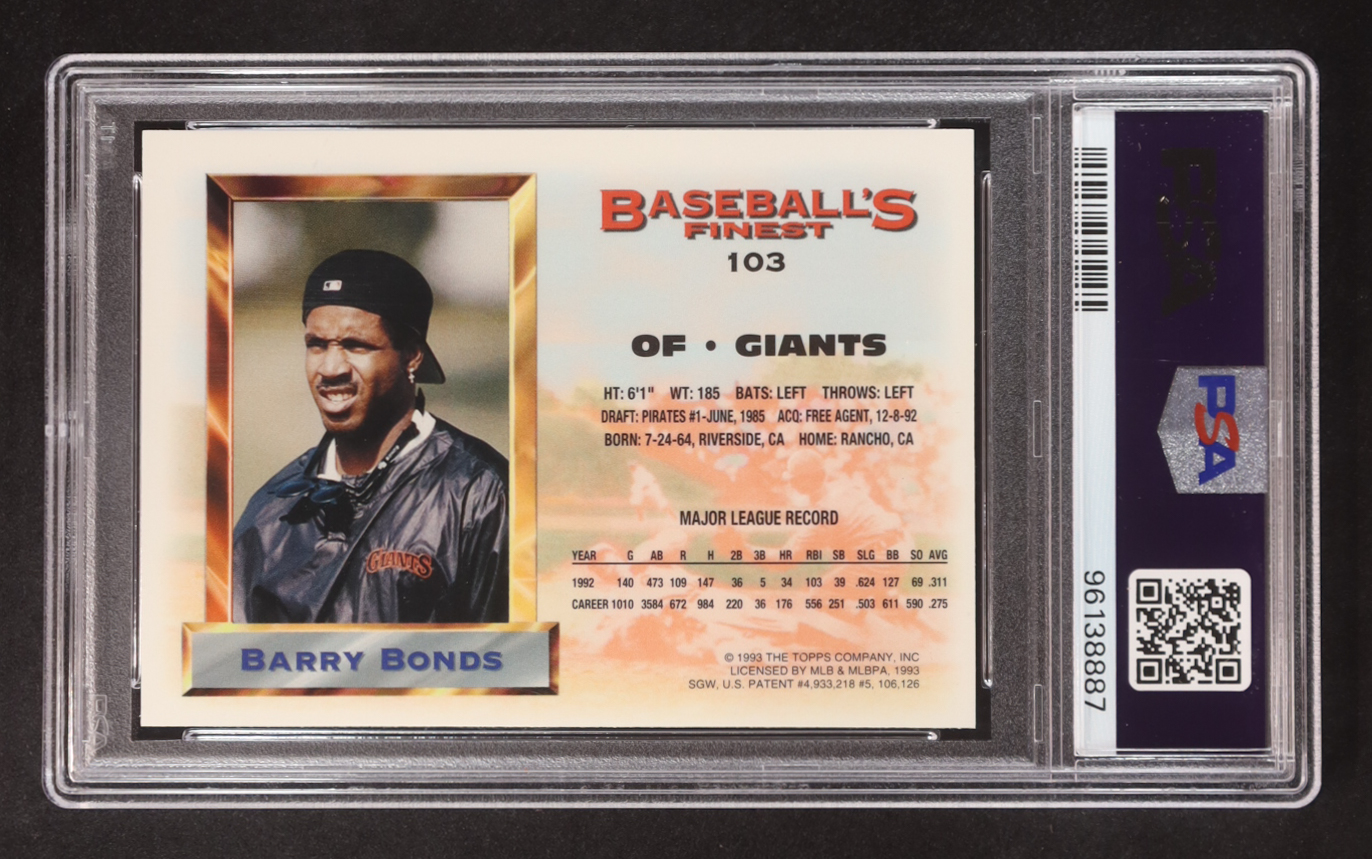 BASEBALL'S
FINEST
103
OF • GIANTS
HT: 6'1" WT: 185 BATS: LEFT THROWS: LEFT
DRAFT: PIRATES #1-JUNE, 1985 ACQ: FREE AGENT, 12-8-92
BORN: 7-24-64, RIVERSIDE, CA HOME: RANCHO, CA
MAJOR LEAGUE RECORD
YEAR G AB R H 2B 3B HR RBI SB SLG BB SO AVG
1992 140 473 109 147 36 5 34 103 39 .624 127 69 .311
CAREER 1010 3584 672 984 220 36 176 556 251 .503 611 590 .275
© 1993 THE TOPPS COMPANY, INC
LICENSED BY MLB & MLBPA, 1993
SGW, U.S. PATENT #4,933,218 #5, 106,126
GIANTS
BARRY BONDS
96138887
PSA
PSA